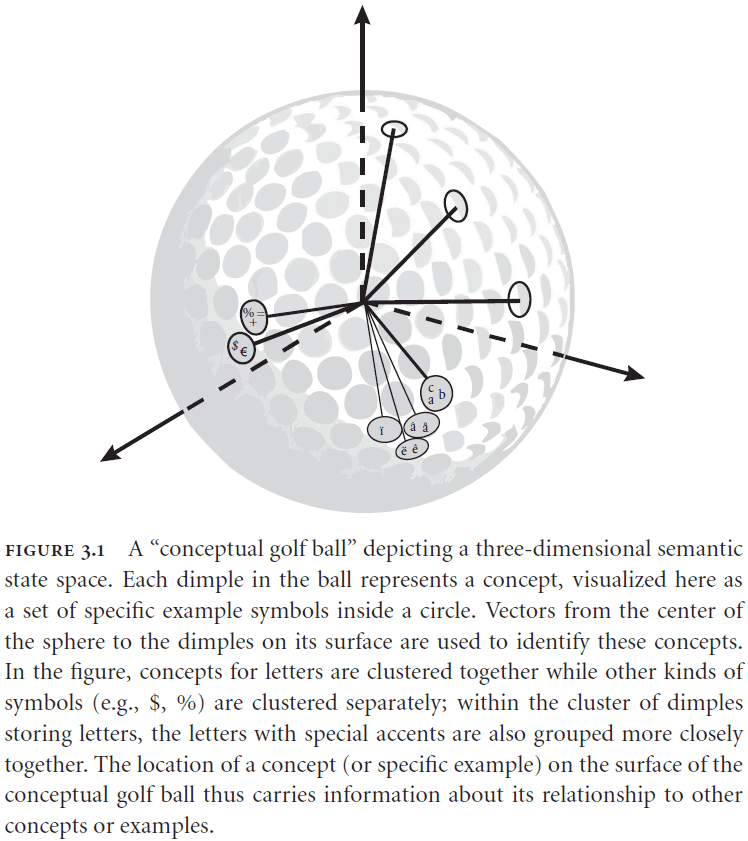 % =
+
$ €
c
a b
ï
â å
ë ê
FIGURE 3.1 A “conceptual golf ball” depicting a three-dimensional semantic
state space. Each dimple in the ball represents a concept, visualized here as
a set of specific example symbols inside a circle. Vectors from the center of
the sphere to the dimples on its surface are used to identify these concepts.
In the figure, concepts for letters are clustered together while other kinds of
symbols (e.g., $, %) are clustered separately; within the cluster of dimples
storing letters, the letters with special accents are also grouped more closely
together. The location of a concept (or specific example) on the surface of the
conceptual golf ball thus carries information about its relationship to other
concepts or examples.